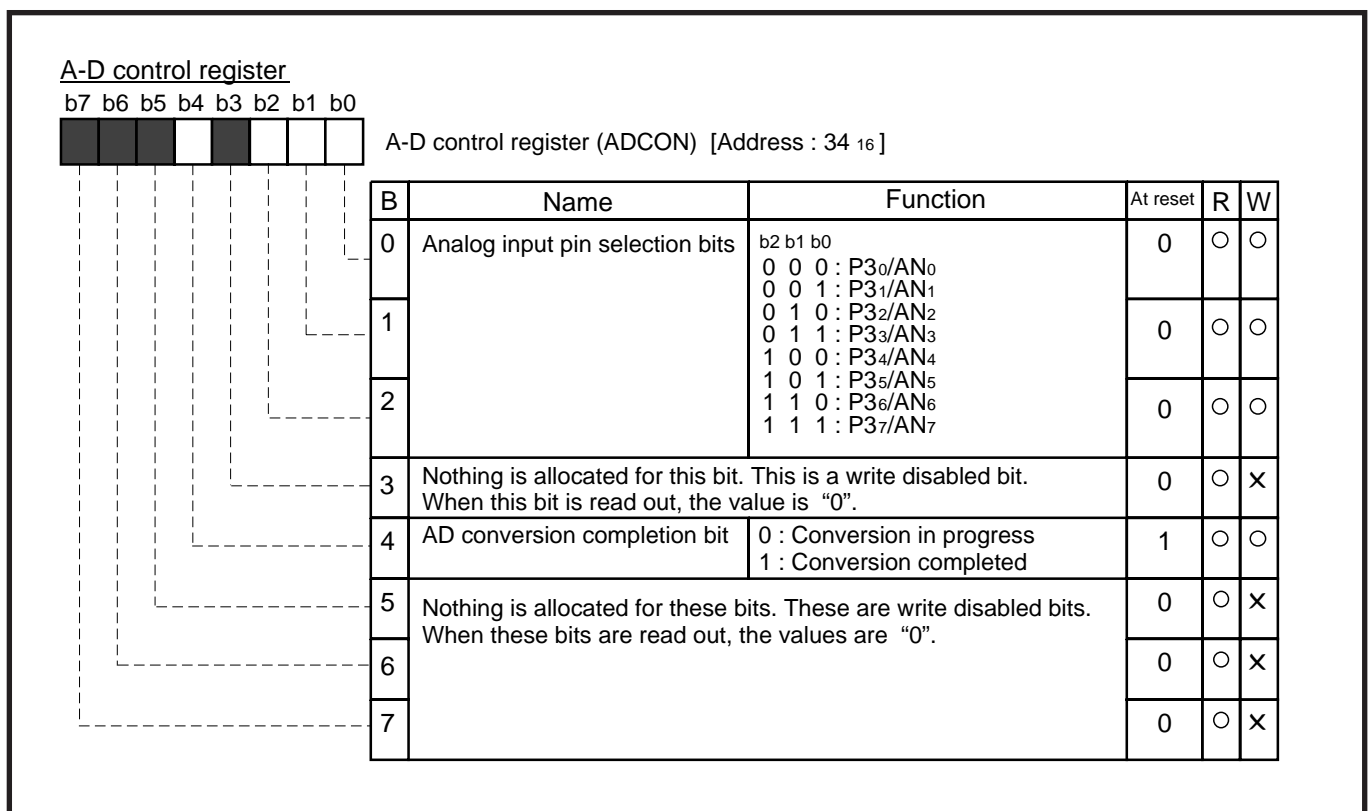 A-D control register
b7 b6 b5 b4 b3 b2 b1 b0
A-D control register (ADCON) [Address : 34 16 ]
B Name Function At reset R W
0 Analog input pin selection bits b2 b1 b0 0 ○ ○
0 0 0 : P30/AN0
0 0 1 : P31/AN1
1 0 1 0 : P32/AN2 0 ○ ○
0 1 1 : P33/AN3
1 0 0 : P34/AN4
1 0 1 : P35/AN5
2 1 1 0 : P36/AN6 0 ○ ○
1 1 1 : P37/AN7
3 Nothing is allocated for this bit. This is a write disabled bit. 0 ○ ×
When this bit is read out, the value is “0”.
4 AD conversion completion bit 0 : Conversion in progress 1 ○ ○
1 : Conversion completed
5 Nothing is allocated for these bits. These are write disabled bits. 0 ○ ×
When these bits are read out, the values are “0”.
6 0 ○ ×
7 0 ○ ×